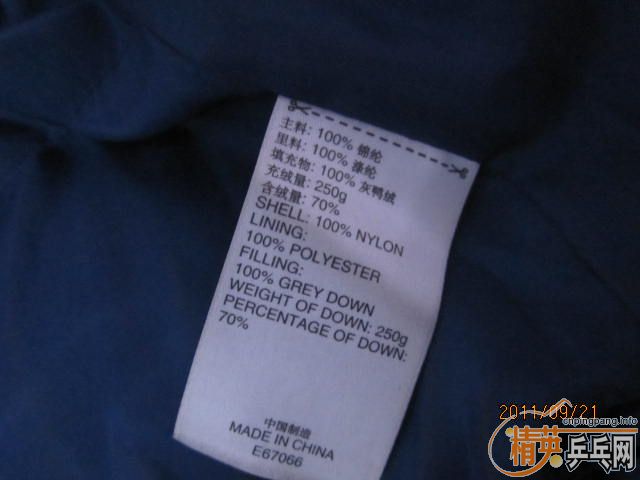 主料: 100% 锦纶
里料: 100% 涤纶
填充物: 100% 灰鸭绒
充绒量: 250g
含绒量: 70%
SHELL: 100% NYLON
LINING:
100% POLYESTER
FILLING:
100% GREY DOWN
WEIGHT OF DOWN: 250g
PERCENTAGE OF DOWN:
70%
中国制造
MADE IN CHINA
E67066
2011/09/21
cnpingpang.info
精英乒乓网